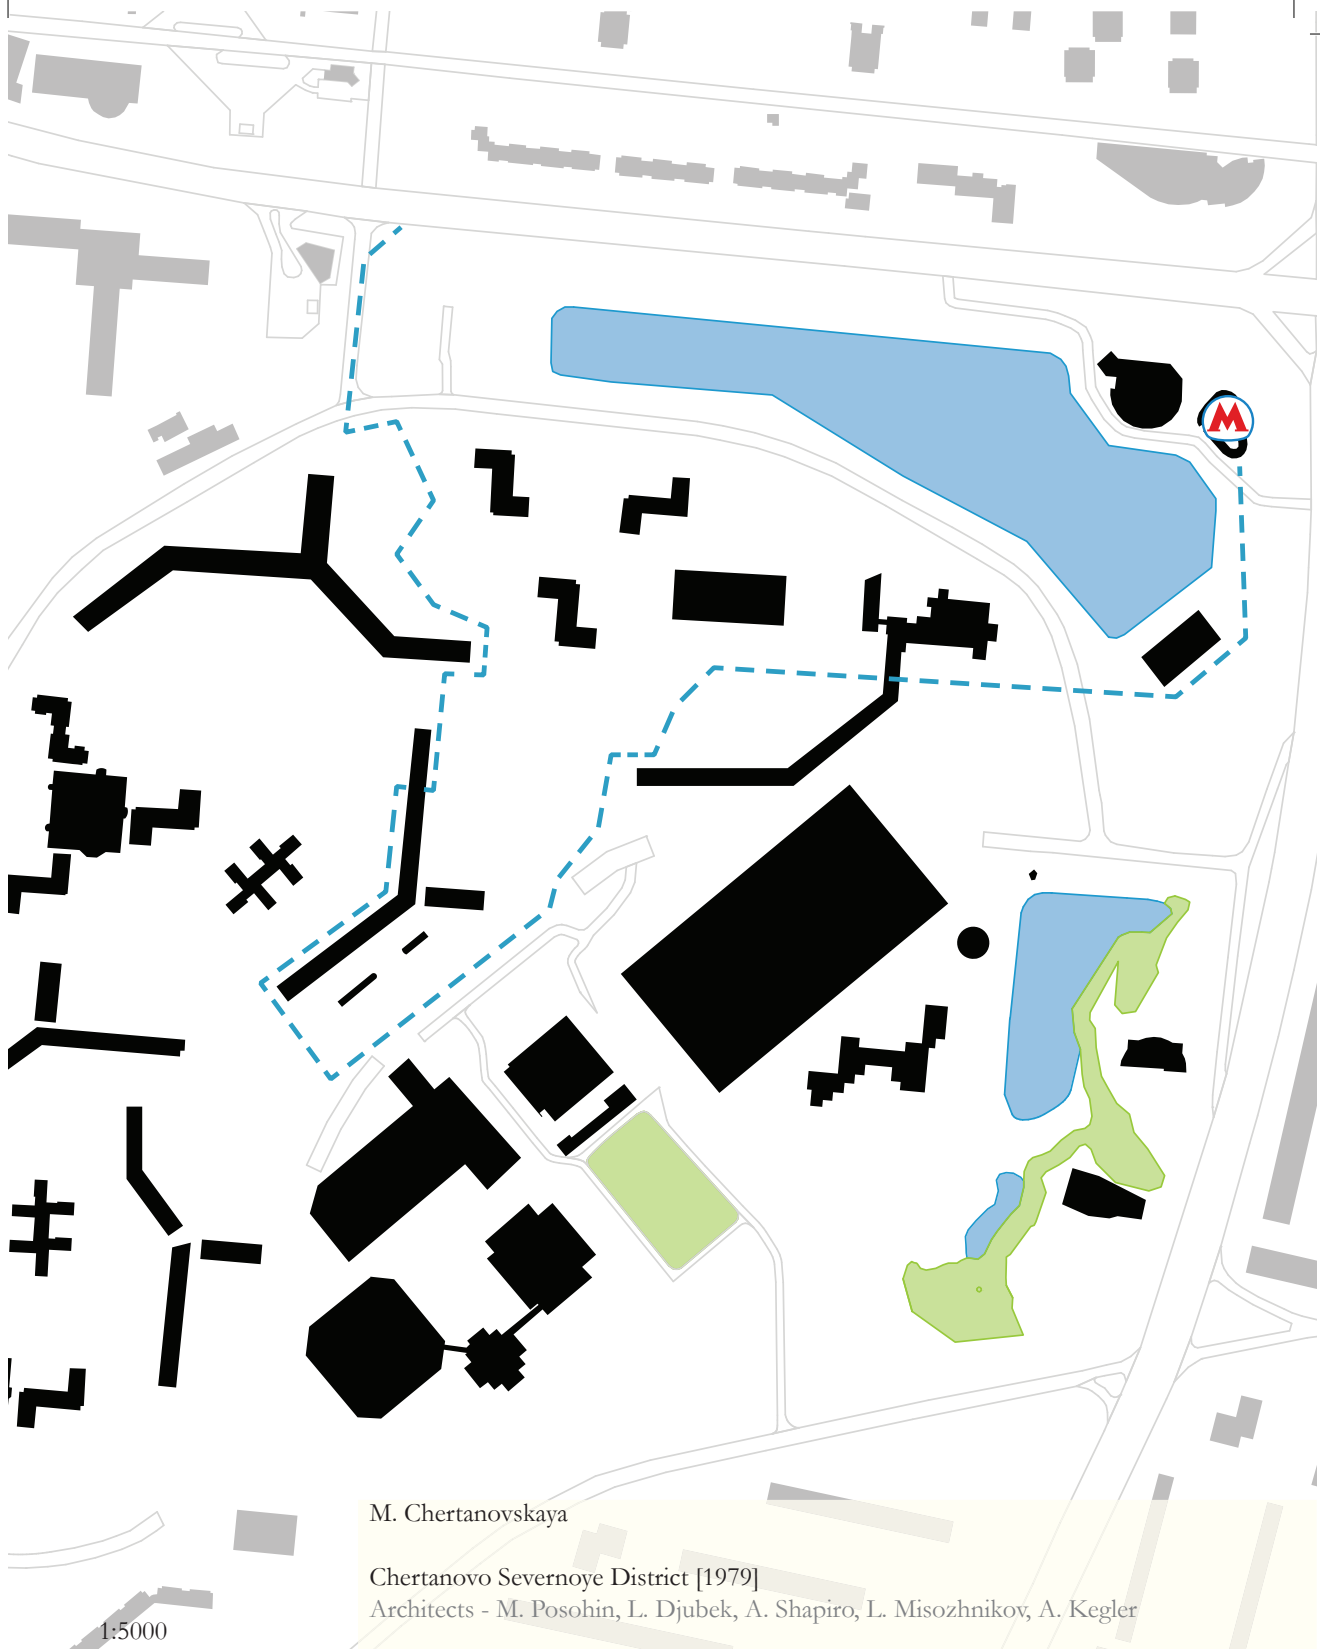 M
M. Chertanovskaya
Chertanovo Severnoye District [1979]
Architects - M. Posohin, L. Djubek, A. Shapiro, L. Misozhnikov, A. Kegler
1:5000